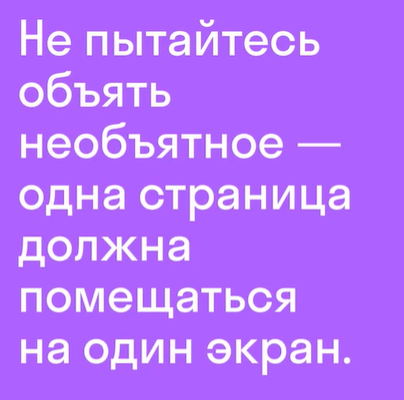 Не пытайтесь
объять
необъятное —
одна страница
должна
помещаться
на один экран.